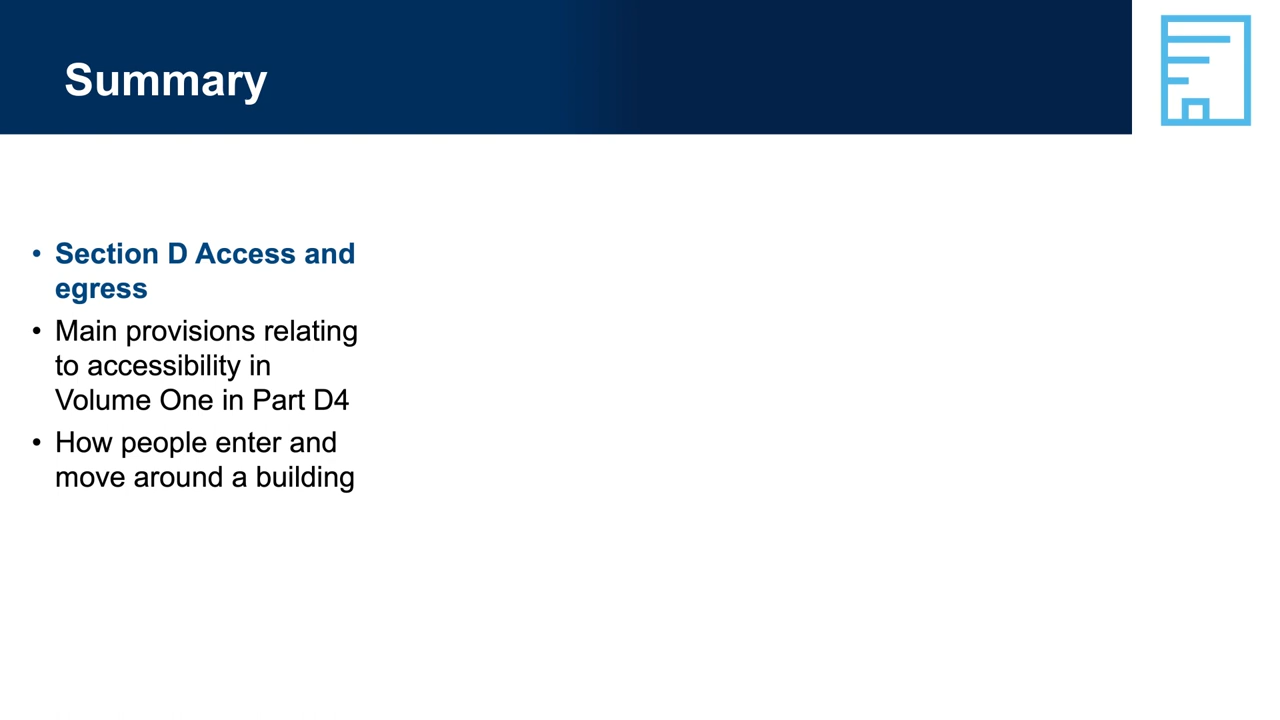 Summary
• Section D Access and
egress
• Main provisions relating
to accessibility in
Volume One in Part D4
• How people enter and
move around a building